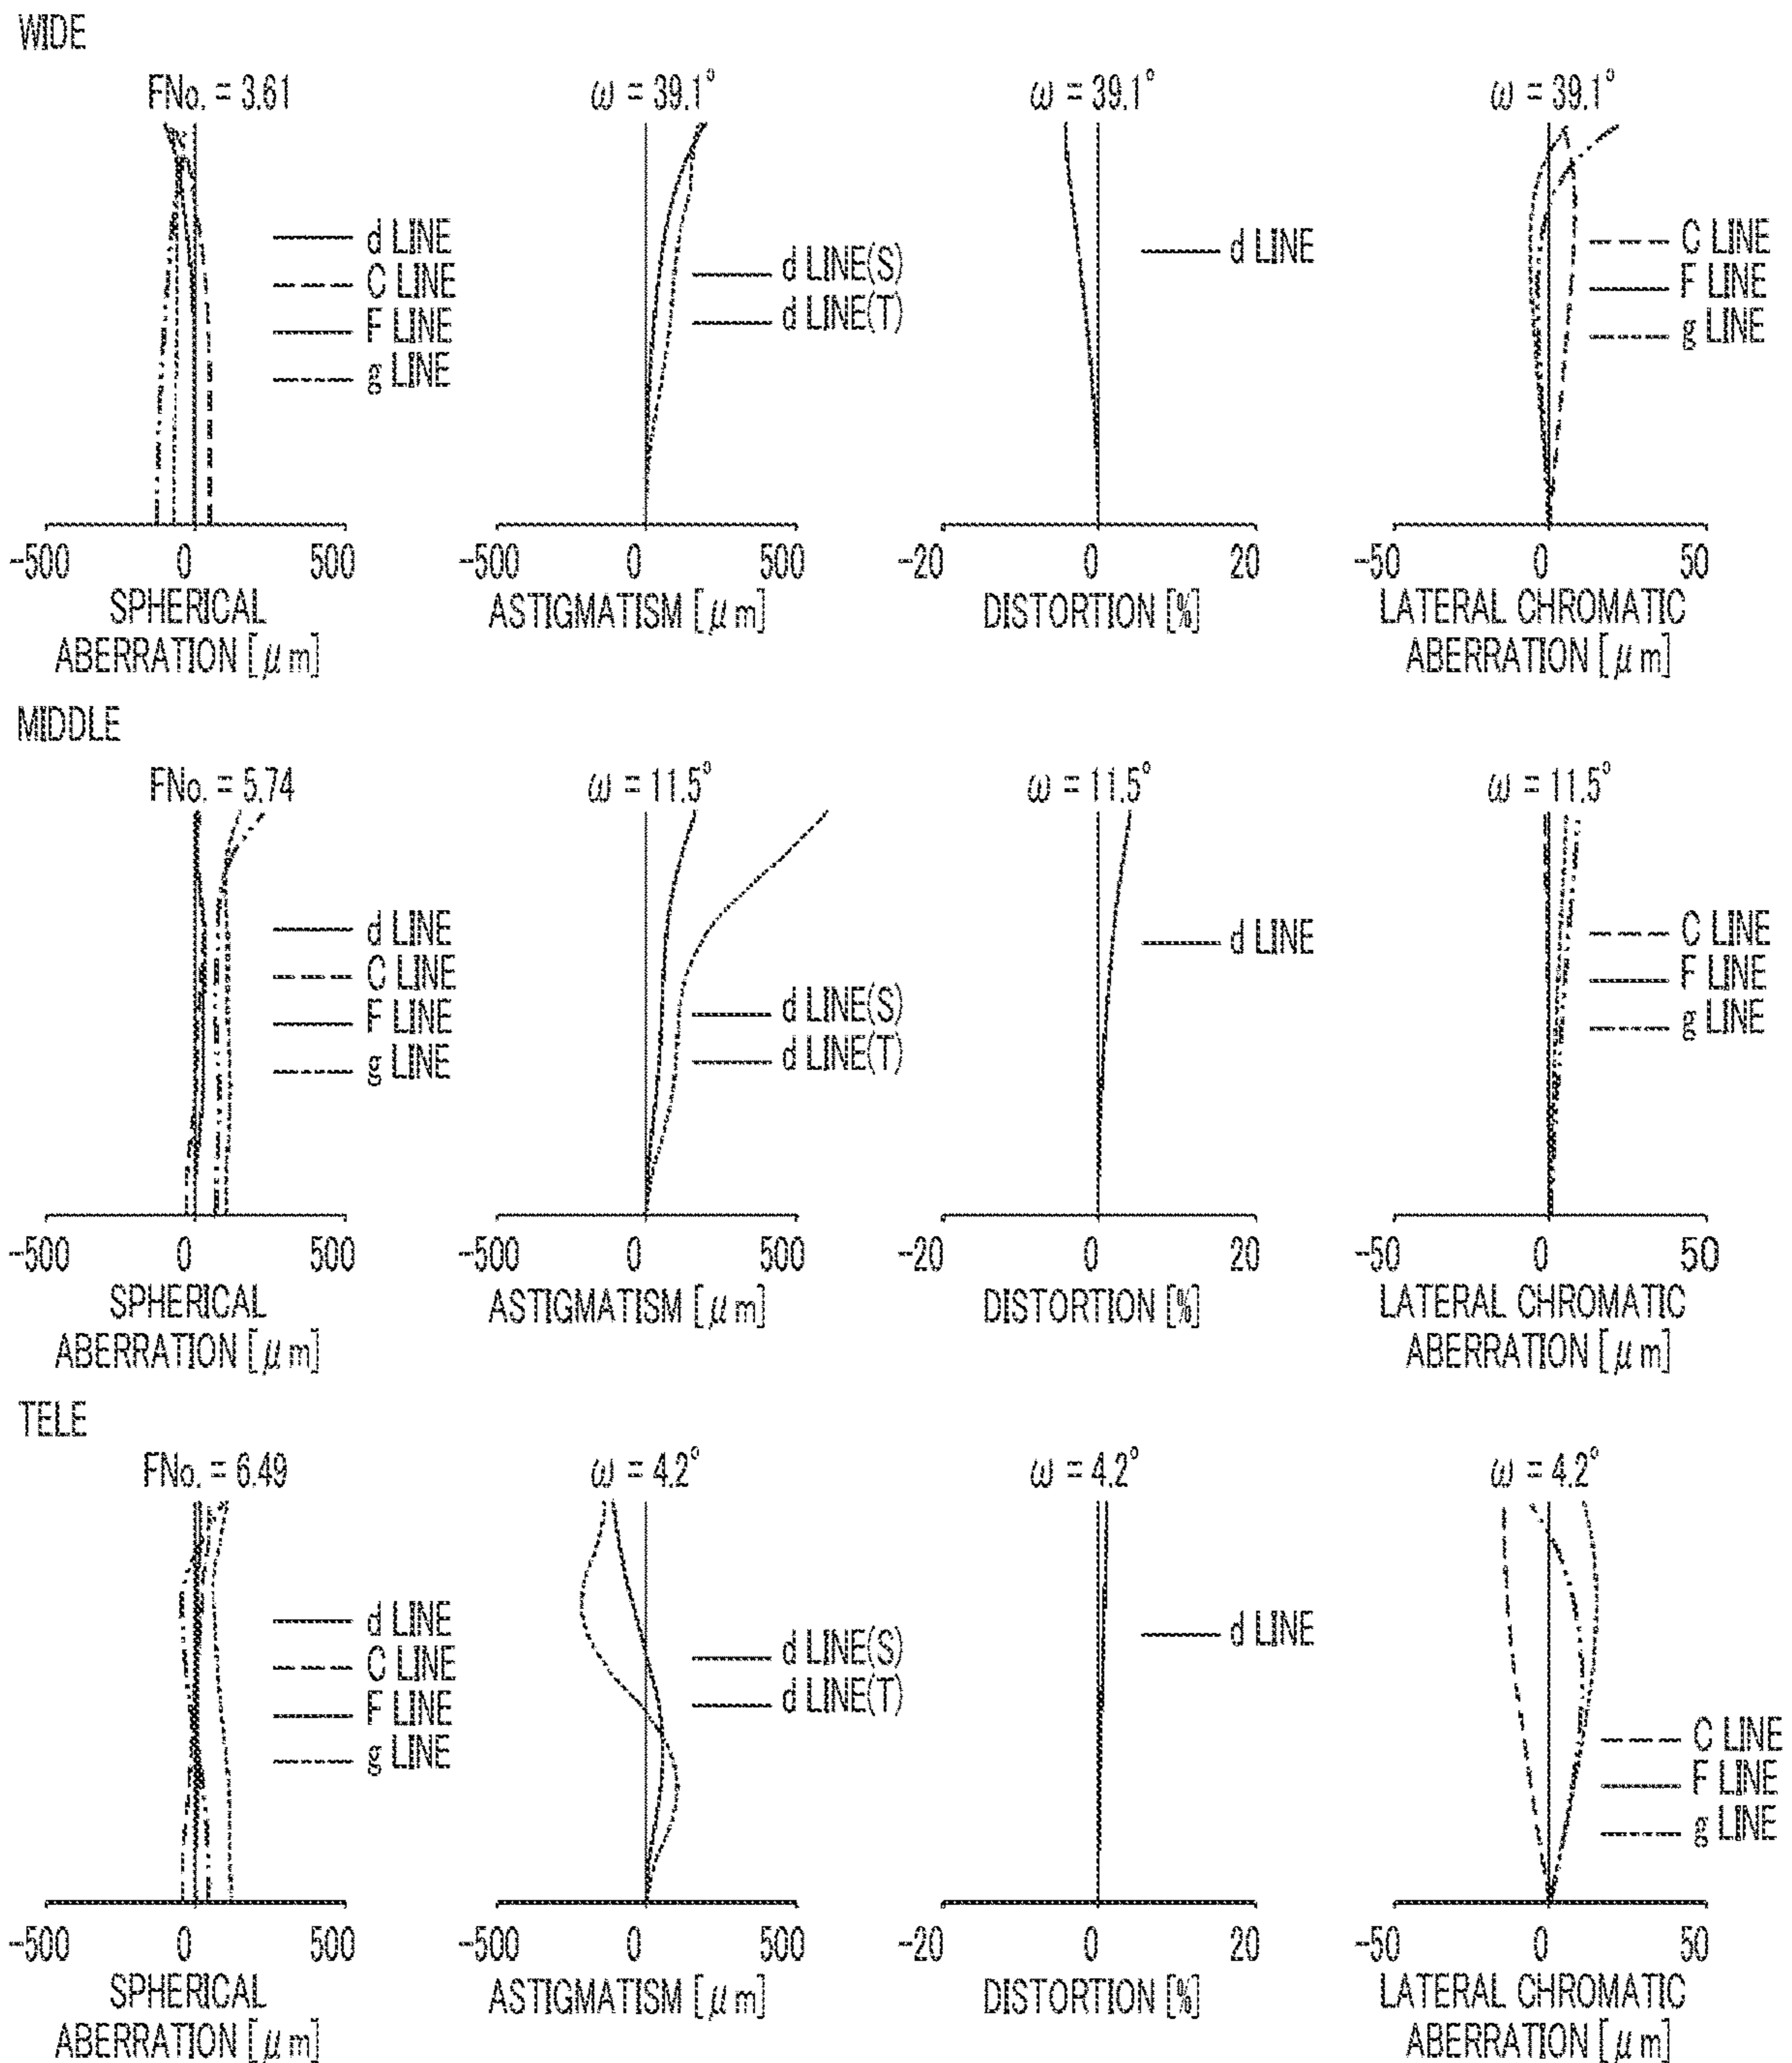 WIDE
FNo. = 3.61
d LINE
C LINE
F LINE
g LINE
-500 0 500
SPHERICAL
ABERRATION [μm]
ω = 39.1°
d LINE(S)
d LINE(T)
-500 0 500
ASTIGMATISM [μm]
ω = 39.1°
d LINE
-20 0 20
DISTORTION [%]
ω = 39.1°
C LINE
F LINE
g LINE
-50 0 50
LATERAL CHROMATIC
ABERRATION [μm]
MIDDLE
FNo. = 5.74
d LINE
C LINE
F LINE
g LINE
-500 0 500
SPHERICAL
ABERRATION [μm]
ω = 11.5°
d LINE(S)
d LINE(T)
-500 0 500
ASTIGMATISM [μm]
ω = 11.5°
d LINE
-20 0 20
DISTORTION [%]
ω = 11.5°
C LINE
F LINE
g LINE
-50 0 50
LATERAL CHROMATIC
ABERRATION [μm]
TELE
FNo. = 6.49
d LINE
C LINE
F LINE
g LINE
-500 0 500
SPHERICAL
ABERRATION [μm]
ω = 4.2°
d LINE(S)
d LINE(T)
-500 0 500
ASTIGMATISM [μm]
ω = 4.2°
d LINE
-20 0 20
DISTORTION [%]
ω = 4.2°
C LINE
F LINE
g LINE
-50 0 50
LATERAL CHROMATIC
ABERRATION [μm]